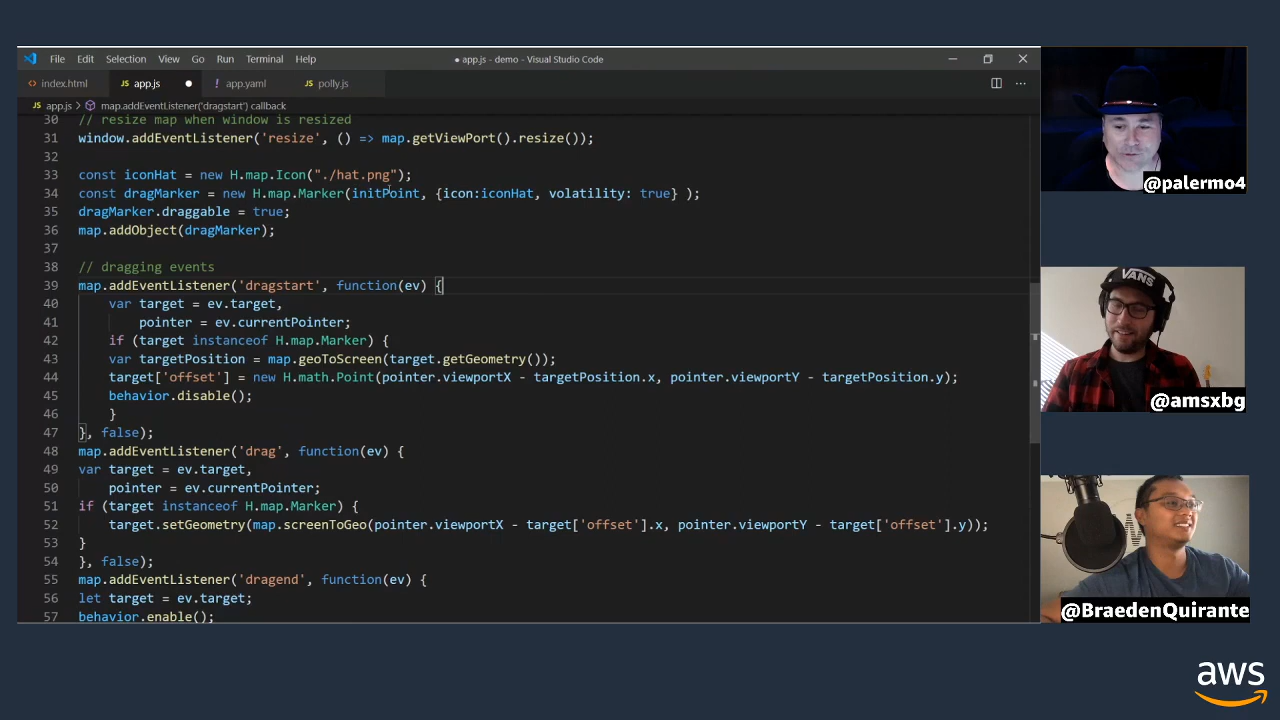 File Edit Selection View Go Run Terminal Help
● app.js - demo - Visual Studio Code
index.html app.js app.yaml polly.js
app.js > map.addEventListener('dragstart') callback
30 // resize map when window is resized
31 window.addEventListener('resize', () => map.getViewPort().resize());
32
33 const iconHat = new H.map.Icon("./hat.png");
34 const dragMarker = new H.map.Marker(initPoint, {icon:iconHat, volatility: true} );
35 dragMarker.draggable = true;
36 map.addObject(dragMarker);
37
38 // dragging events
39 map.addEventListener('dragstart', function(ev) {
40 var target = ev.target,
41 pointer = ev.currentPointer;
42 if (target instanceof H.map.Marker) {
43 var targetPosition = map.geoToScreen(target.getGeometry());
44 target['offset'] = new H.math.Point(pointer.viewportX - targetPosition.x, pointer.viewportY - targetPosition.y);
45 behavior.disable();
46 }
47 }, false);
48 map.addEventListener('drag', function(ev) {
49 var target = ev.target,
50 pointer = ev.currentPointer;
51 if (target instanceof H.map.Marker) {
52 target.setGeometry(map.screenToGeo(pointer.viewportX - target['offset'].x, pointer.viewportY - target['offset'].y));
53 }
54 }, false);
55 map.addEventListener('dragend', function(ev) {
56 let target = ev.target;
57 behavior.enable();
@palermo4
VANS
@amsxbg
@BraedenQuirante
aws